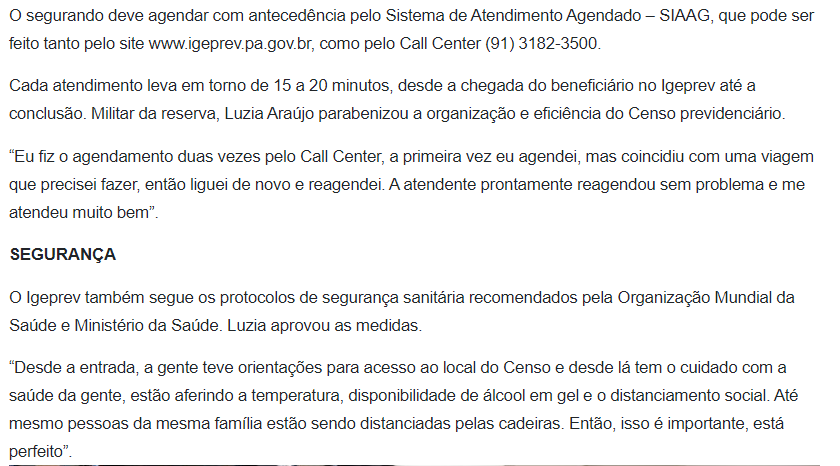 O segurando deve agendar com antecedência pelo Sistema de Atendimento Agendado – SIAAG, que pode ser
feito tanto pelo site www.igeprev.pa.gov.br, como pelo Call Center (91) 3182-3500.
Cada atendimento leva em torno de 15 a 20 minutos, desde a chegada do beneficiário no Igeprev até a
conclusão. Militar da reserva, Luzia Araújo parabenizou a organização e eficiência do Censo previdenciário.
“Eu fiz o agendamento duas vezes pelo Call Center, a primeira vez eu agendei, mas coincidiu com uma viagem
que precisei fazer, então liguei de novo e reagendei. A atendente prontamente reagendou sem problema e me
atendeu muito bem”.
SEGURANÇA
O Igeprev também segue os protocolos de segurança sanitária recomendados pela Organização Mundial da
Saúde e Ministério da Saúde. Luzia aprovou as medidas.
“Desde a entrada, a gente teve orientações para acesso ao local do Censo e desde lá tem o cuidado com a
saúde da gente, estão aferindo a temperatura, disponibilidade de álcool em gel e o distanciamento social. Até
mesmo pessoas da mesma família estão sendo distanciadas pelas cadeiras. Então, isso é importante, está
perfeito”.